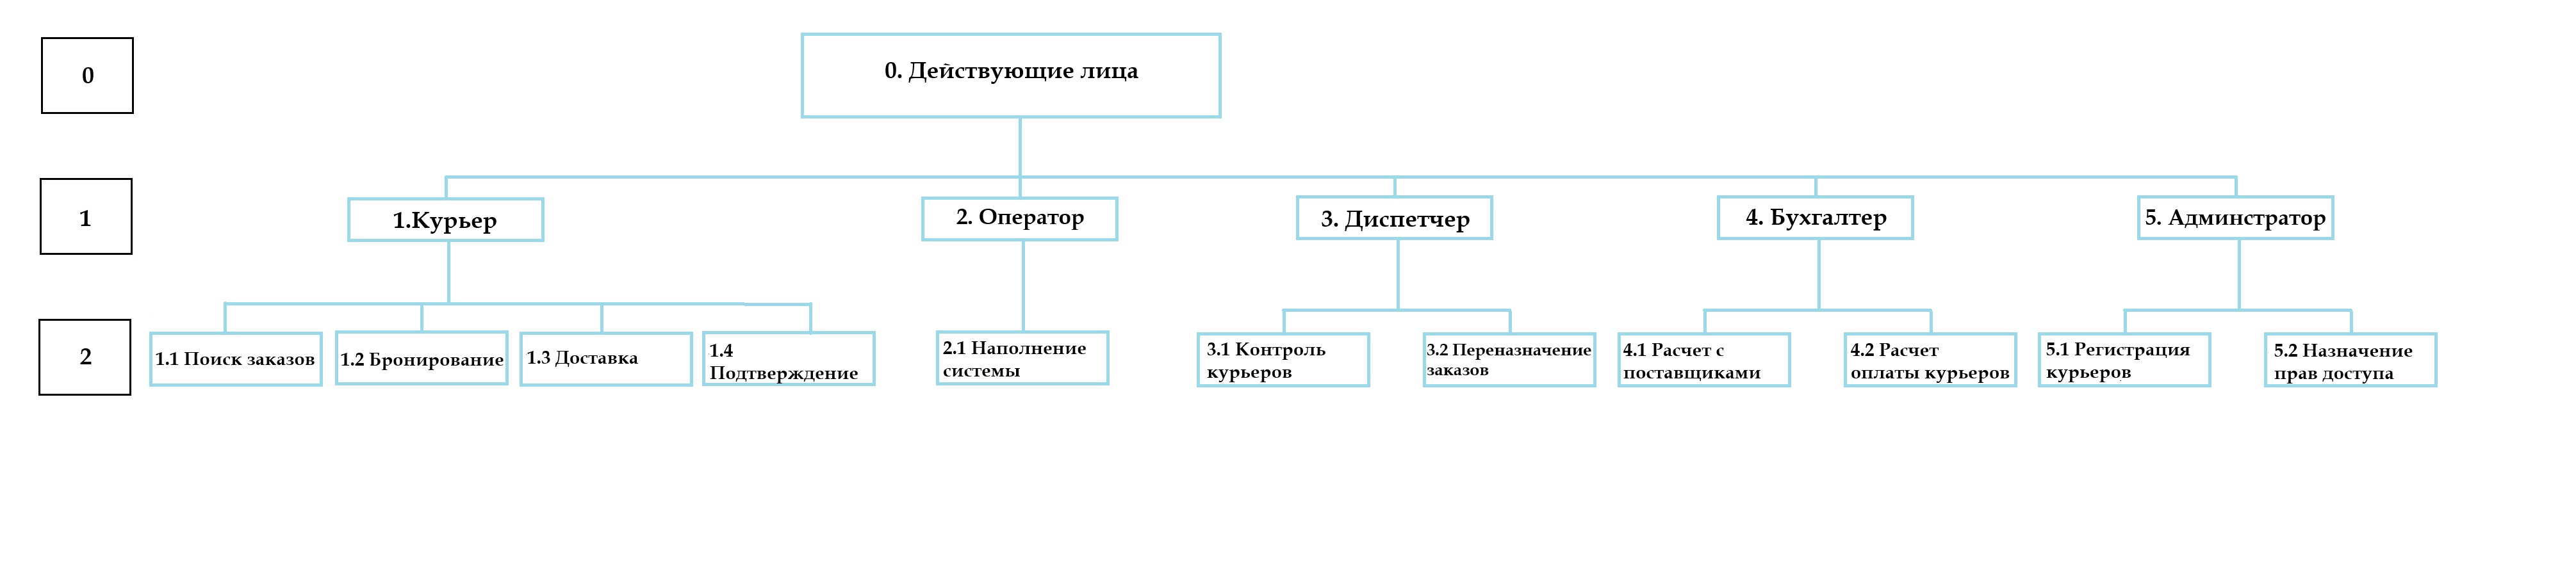 0
0. Действующие лица
1
1.Курьер
2. Оператор
3. Диспетчер
4. Бухгалтер
5. Админстратор
2
1.1 Поиск заказов
1.2 Бронирование
1.3 Доставка
1.4
Подтверждение
2.1 Наполнение
системы
3.1 Контроль
курьеров
3.2 Переназначение
заказов
4.1 Расчет с
поставщиками
4.2 Расчет
оплаты курьеров
5.1 Регистрация
курьеров
5.2 Назначение
прав доступа